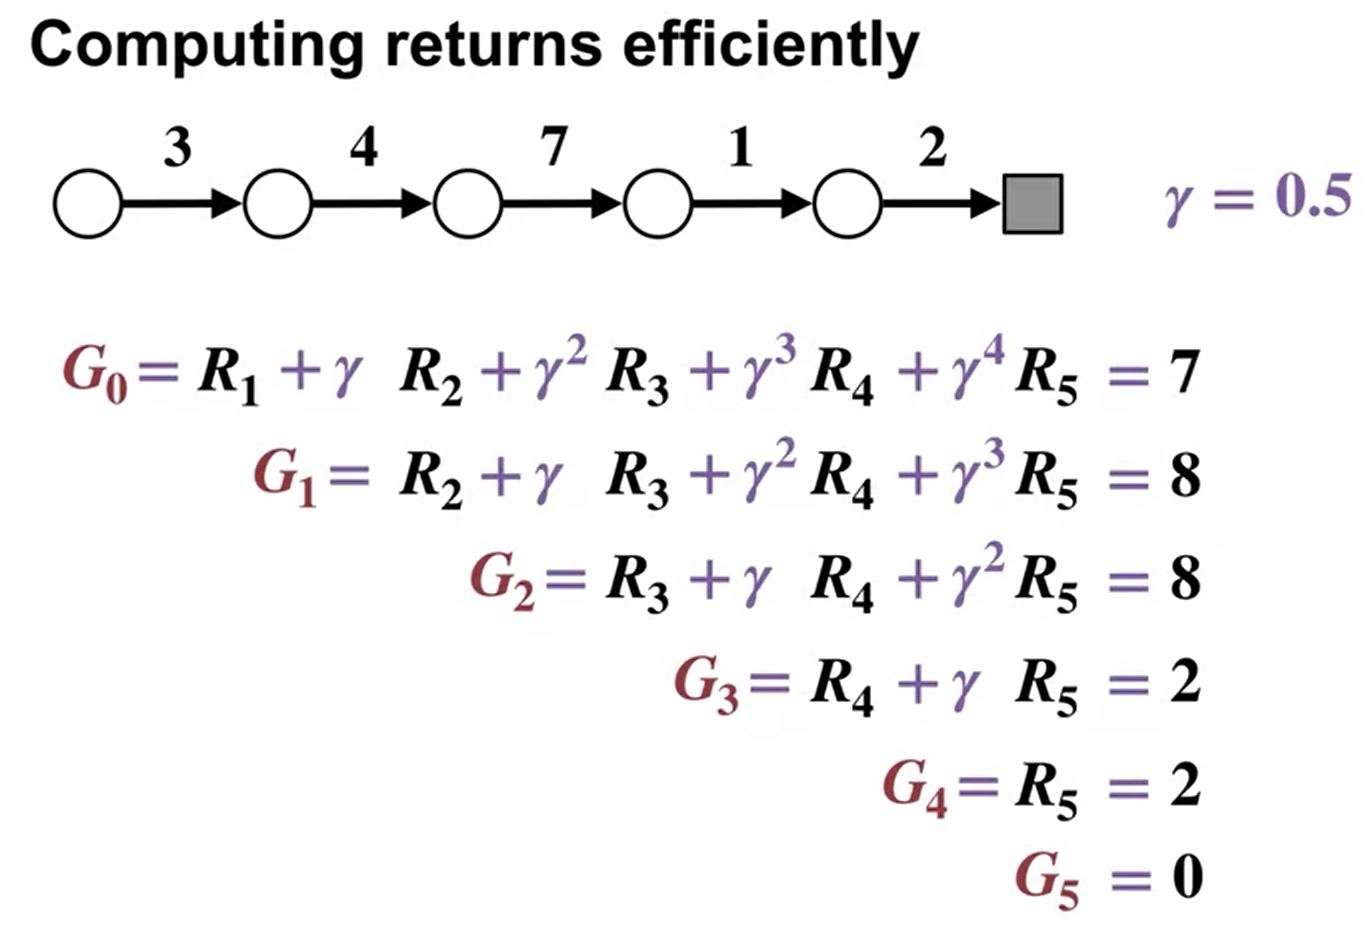 Computing returns efficiently
3 4 7 1 2
γ = 0.5
G₀ = R₁ + γ R₂ + γ² R₃ + γ³ R₄ + γ⁴ R₅ = 7
G₁ = R₂ + γ R₃ + γ² R₄ + γ³ R₅ = 8
G₂ = R₃ + γ R₄ + γ² R₅ = 8
G₃ = R₄ + γ R₅ = 2
G₄ = R₅ = 2
G₅ = 0